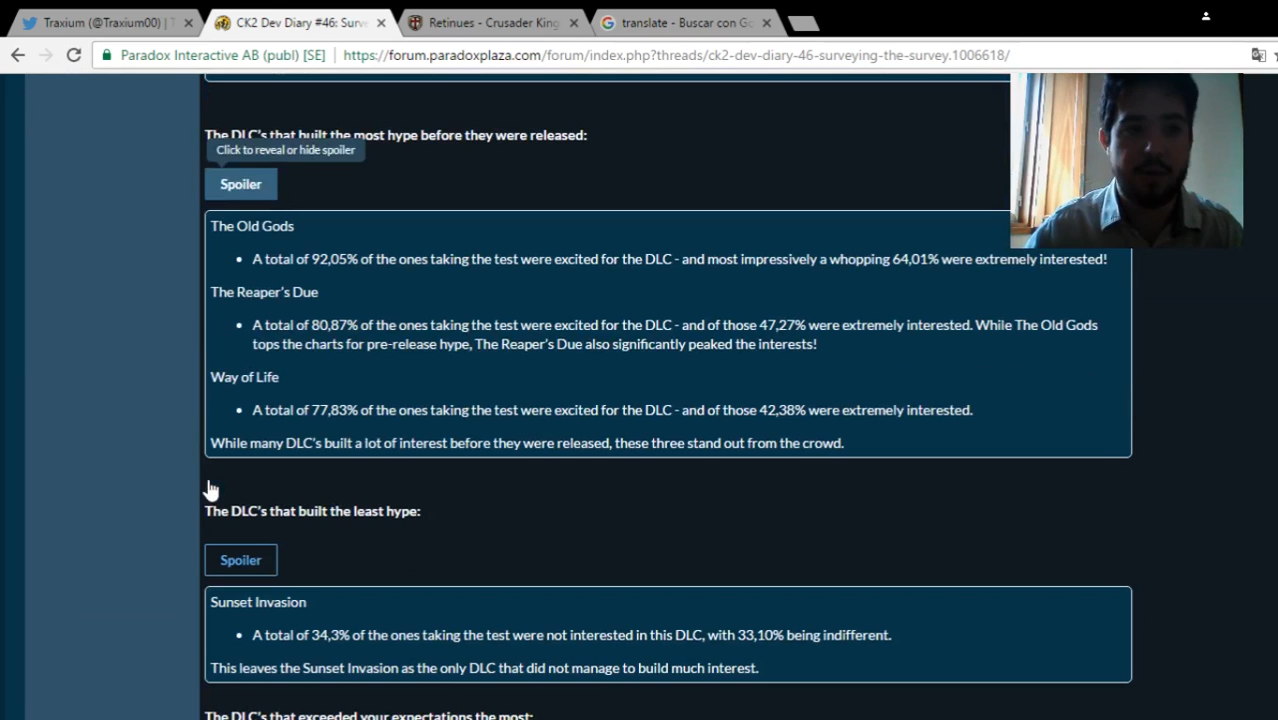 Traxium (@Traxium00) | T
CK2 Dev Diary #46: Surve
Retinues - Crusader King
translate - Buscar con Go
Paradox Interactive AB (publ) [SE]
https://forum.paradoxplaza.com/forum/index.php?threads/ck2-dev-diary-46-surveying-the-survey.1006618/
The DLC's that built the most hype before they were released:
Click to reveal or hide spoiler
Spoiler
The Old Gods
• A total of 92,05% of the ones taking the test were excited for the DLC - and most impressively a whopping 64,01% were extremely interested!
The Reaper's Due
• A total of 80,87% of the ones taking the test were excited for the DLC - and of those 47,27% were extremely interested. While The Old Gods
tops the charts for pre-release hype, The Reaper's Due also significantly peaked the interests!
Way of Life
• A total of 77,83% of the ones taking the test were excited for the DLC - and of those 42,38% were extremely interested.
While many DLC's built a lot of interest before they were released, these three stand out from the crowd.
The DLC's that built the least hype:
Spoiler
Sunset Invasion
• A total of 34,3% of the ones taking the test were not interested in this DLC, with 33,10% being indifferent.
This leaves the Sunset Invasion as the only DLC that did not manage to build much interest.
The DLC's that exceeded your expectations the most: